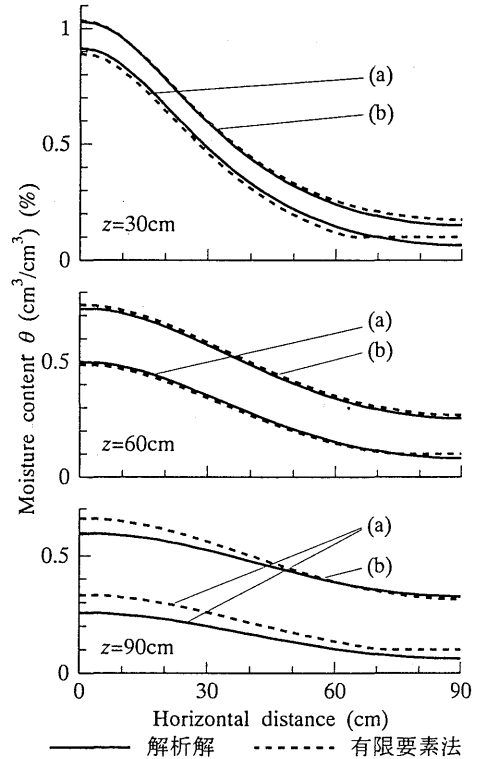 Moisture content θ (cm³/cm³) (%)
1
(a)
(b)
0.5
z=30cm
0
(a)
0.5
(b)
z=60cm
0
(a)
0.5
(b)
z=90cm
0
0 30 60 90
Horizontal distance (cm)
解析解 有限要素法